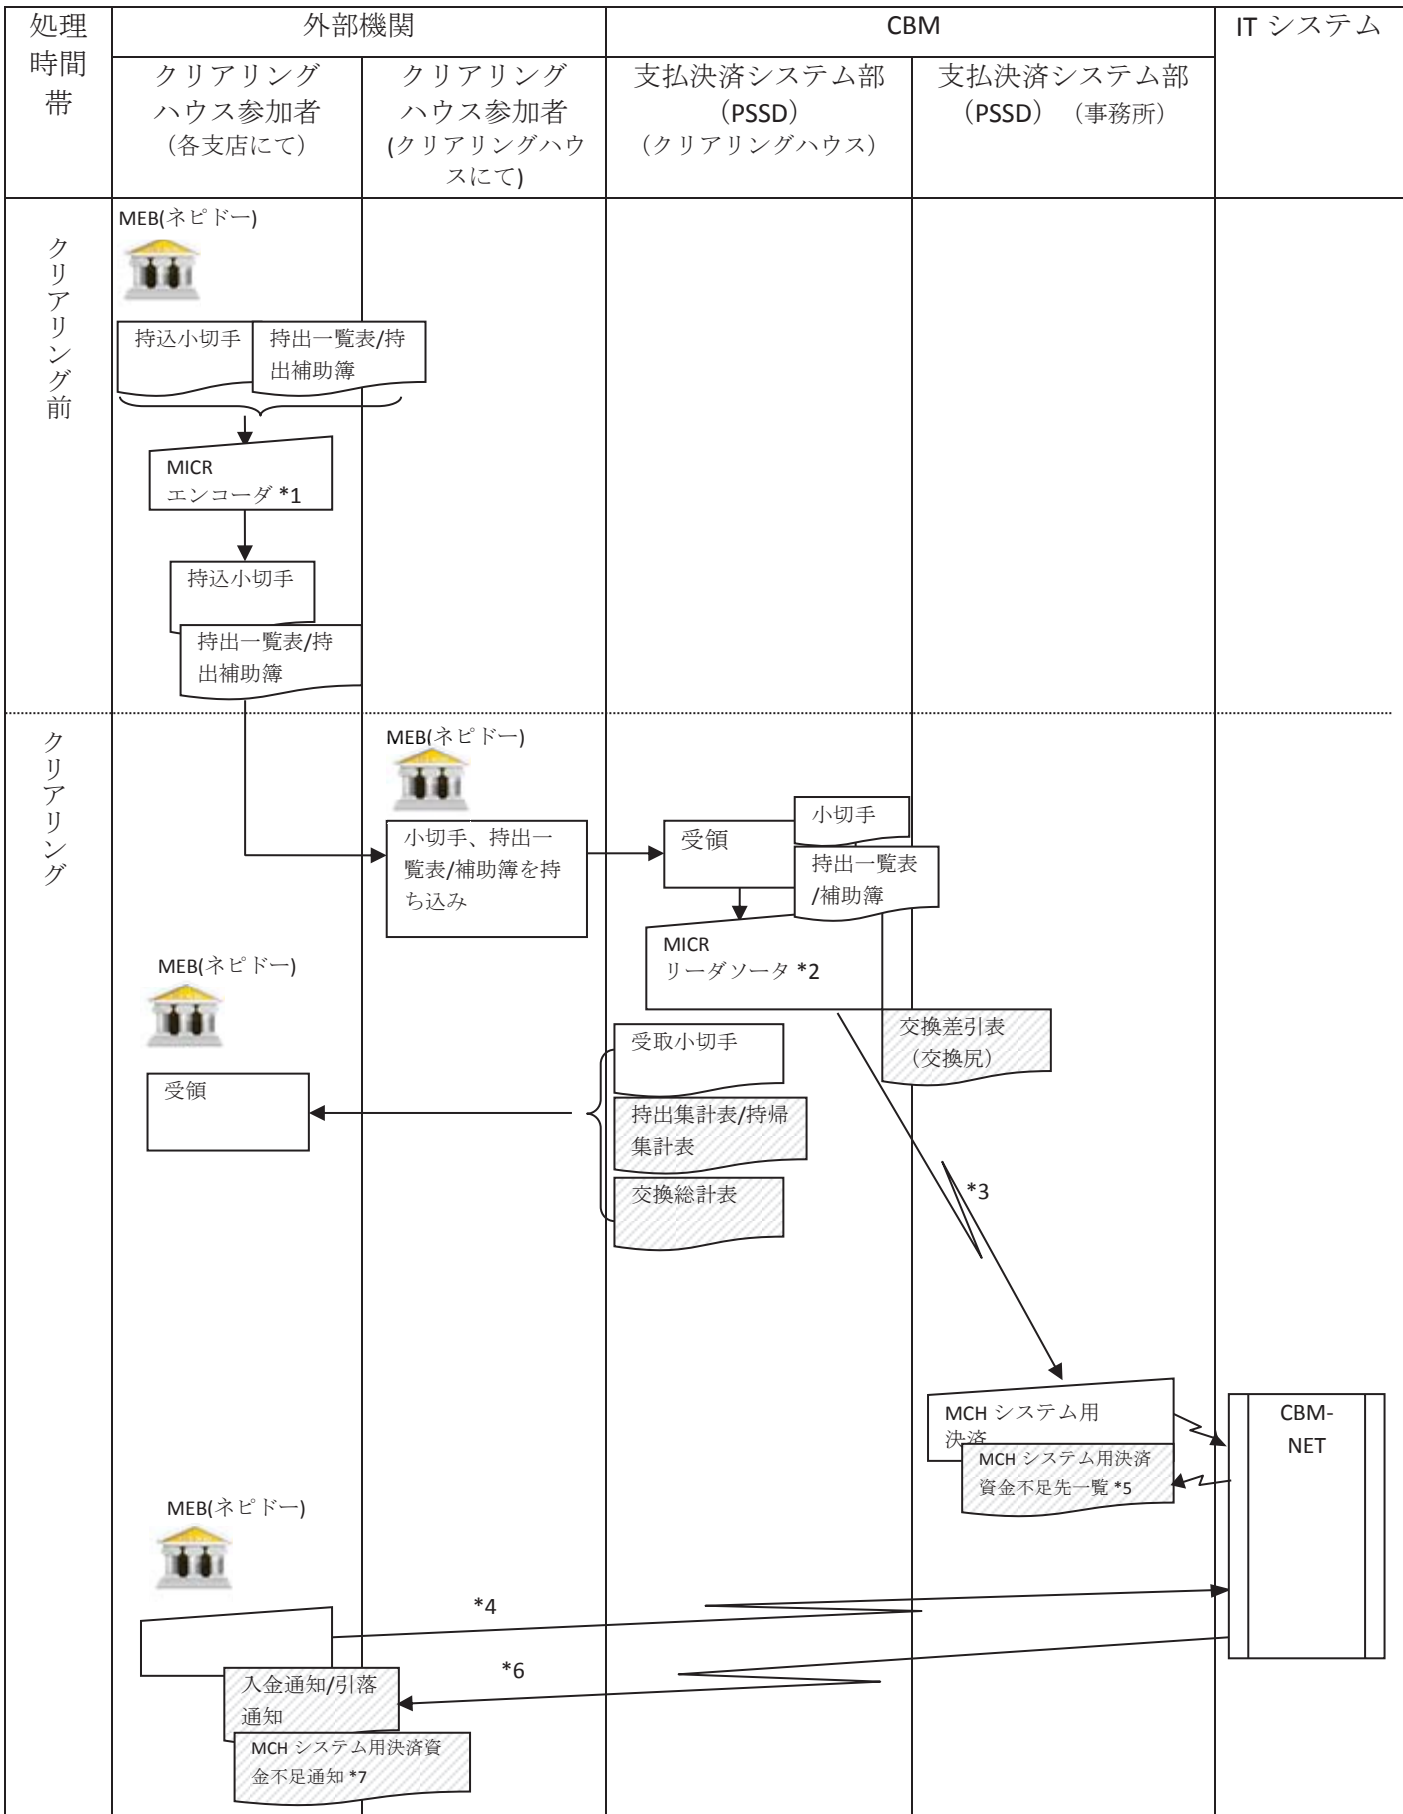 処理
時間
帯
外部機関
CBM
IT システム
クリアリング
ハウス参加者
（各支店にて）
クリアリング
ハウス参加者
(クリアリングハウ
スにて)
支払決済システム部
（PSSD）
（クリアリングハウス）
支払決済システム部
（PSSD）（事務所）
クリアリング前
MEB(ネピドー)
持込小切手
持出一覧表/持
出補助簿
MICR
エンコーダ *1
持込小切手
持出一覧表/持
出補助簿
クリアリング
MEB(ネピドー)
小切手、持出一
覧表/補助簿を持
ち込み
受領
小切手
持出一覧表
/補助簿
MICR
リーダソータ *2
交換差引表
（交換尻）
MEB(ネピドー)
受領
受取小切手
持出集計表/持帰
集計表
交換総計表
*3
MCH システム用
決済
MCH システム用決済
資金不足先一覧 *5
CBM-
NET
MEB(ネピドー)
*4
*6
入金通知/引落
通知
MCH システム用決済資
金不足通知 *7